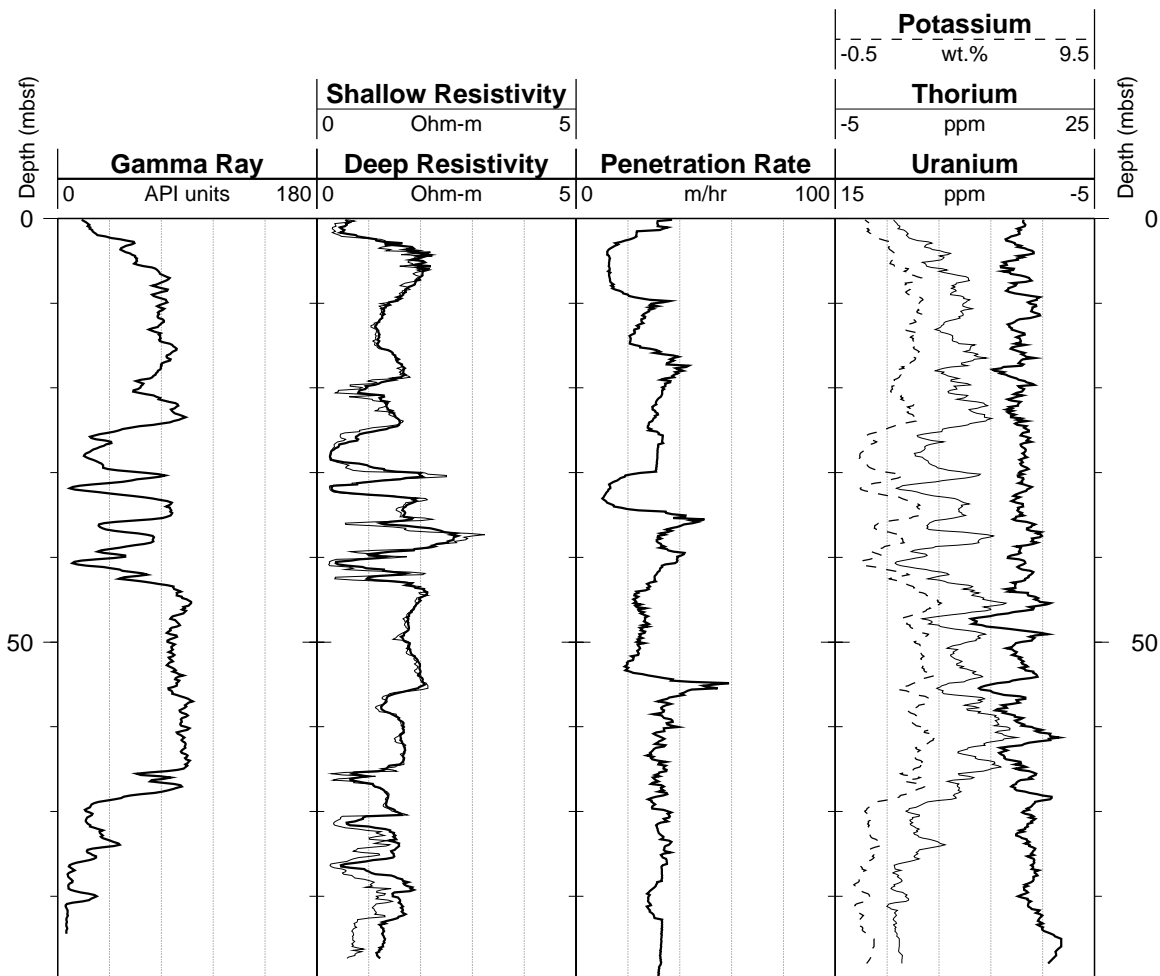 Potassium
-0.5 wt.% 9.5
Shallow Resistivity Thorium
0 Ohm-m 5 -5 ppm 25
Depth (mbsf) Gamma Ray Deep Resistivity Penetration Rate Uranium Depth (mbsf)
0 API units 180 0 Ohm-m 5 0 m/hr 100 15 ppm -5
0 0
50 50